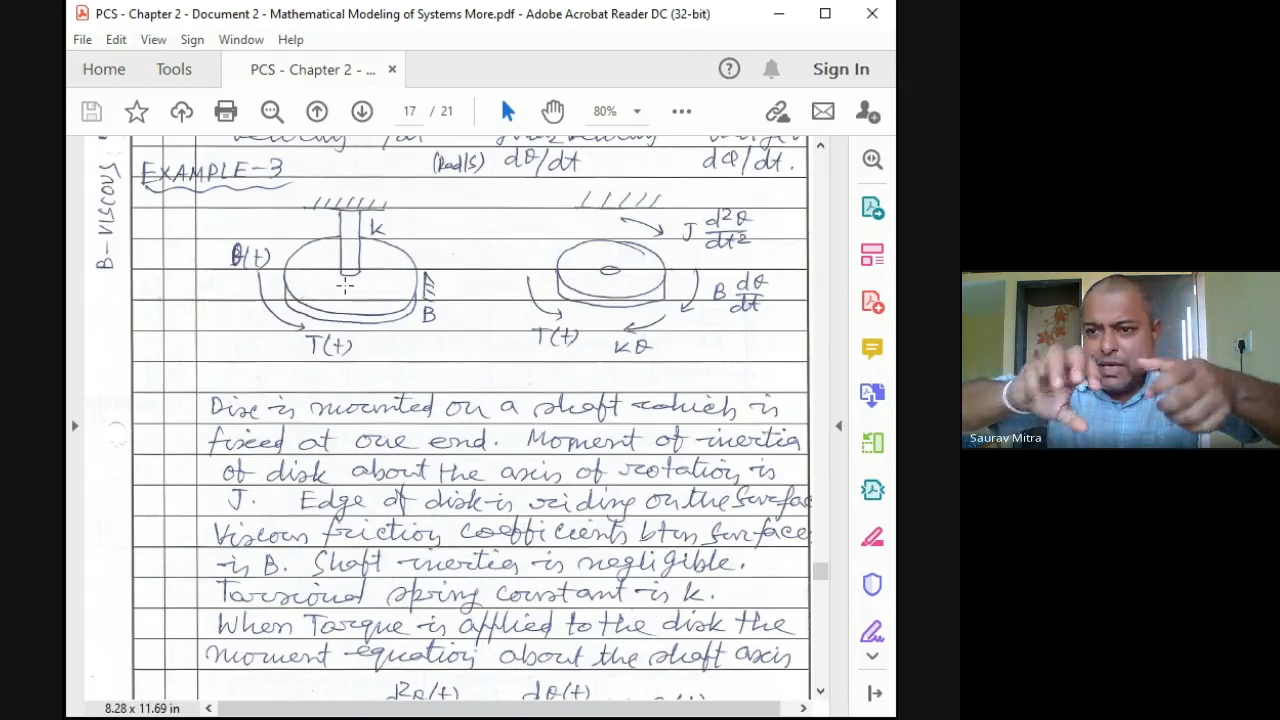 PCS - Chapter 2 - Document 2 - Mathematical Modeling of Systems More.pdf - Adobe Acrobat Reader DC (32-bit)
File Edit View Sign Window Help
Home Tools PCS - Chapter 2 - ... × Sign In
17 / 21 80%
B - VISCOUS
(Rad/S) dθ/dt dφ/dt.
EXAMPLE-3
K
θ(t)
B
T(t)
J d²θ/dt²
B dθ/dt
T(t)
Kθ
Disc is mounted on a shaft which is
fixed at one end. Moment of inertia
of disk about the axis of rotation is
J. Edge of disk is riding on the surfac
Viscous friction coefficients btwn surface
is B. Shaft inertia is negligible.
Torsional spring constant is k.
When Torque is applied to the disk the
moment equation about the shaft axis
d²θ(t) dθ(t)
8.28 x 11.69 in
Saurav Mitra